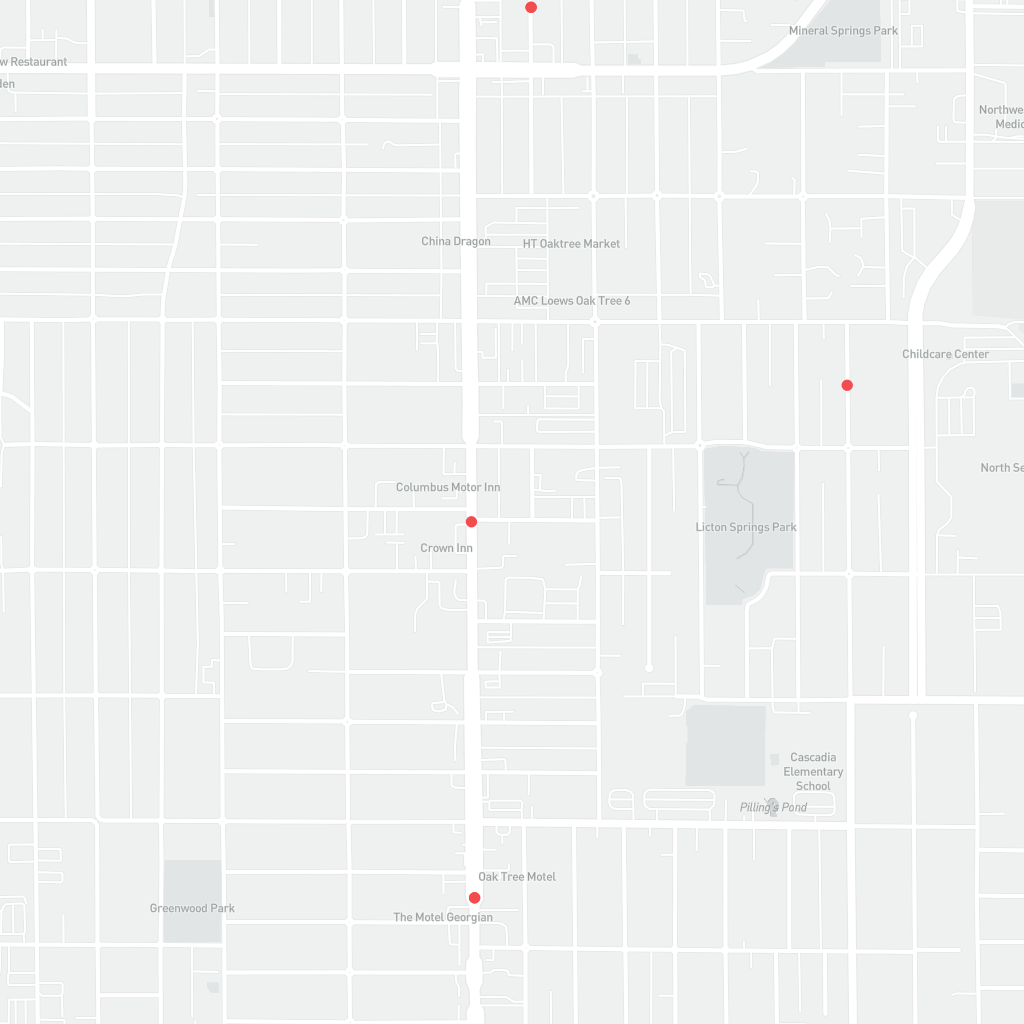 Mineral Springs Park
w Restaurant
den
Northwe
Medic
China Dragon
HT Oaktree Market
AMC Loews Oak Tree 6
Childcare Center
North Se
Columbus Motor Inn
Licton Springs Park
Crown Inn
Cascadia
Elementary
School
Pilling's Pond
Oak Tree Motel
Greenwood Park
The Motel Georgian